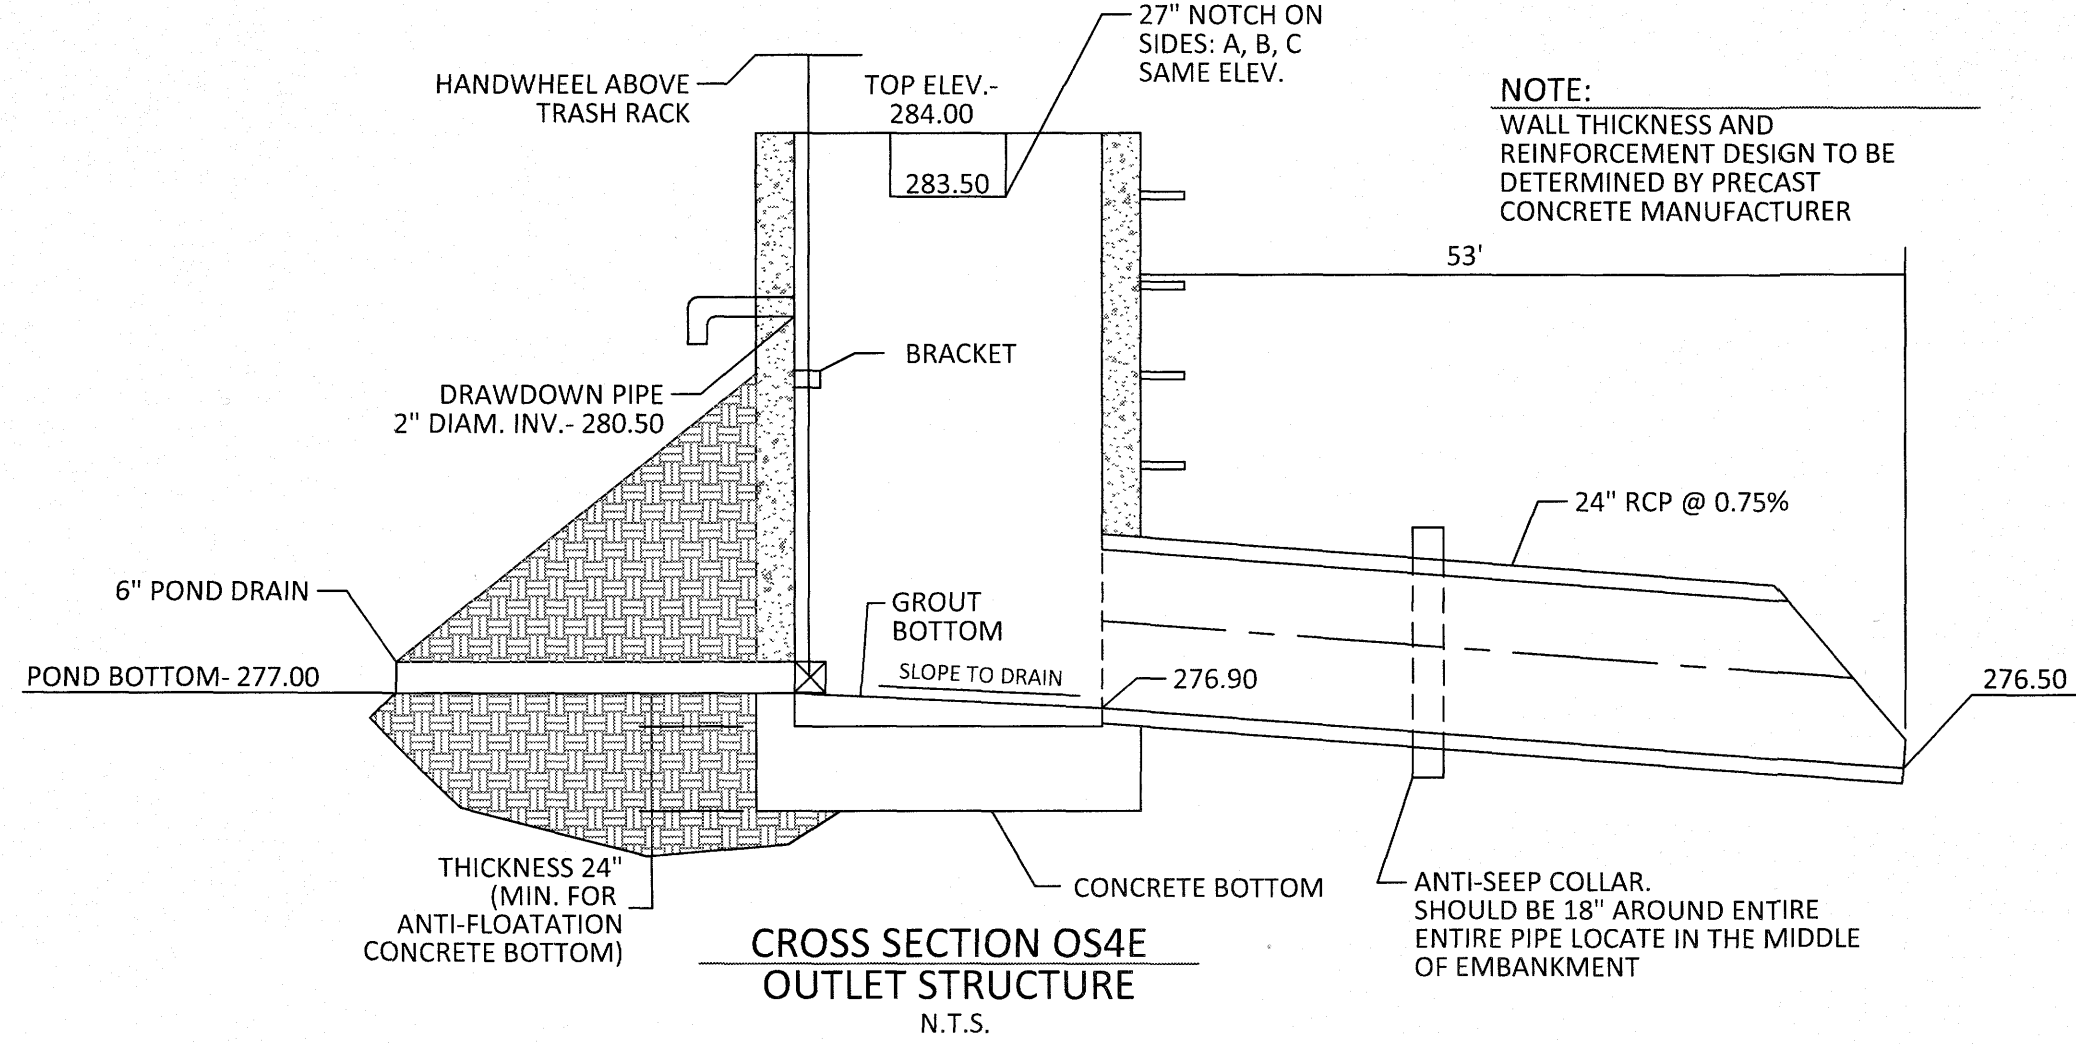 27" NOTCH ON
SIDES: A, B, C
SAME ELEV.
HANDWHEEL ABOVE
TRASH RACK
TOP ELEV.-
284.00
NOTE:
WALL THICKNESS AND
REINFORCEMENT DESIGN TO BE
DETERMINED BY PRECAST
CONCRETE MANUFACTURER
283.50
53'
BRACKET
DRAWDOWN PIPE
2" DIAM. INV.- 280.50
24" RCP @ 0.75%
6" POND DRAIN
GROUT
BOTTOM
SLOPE TO DRAIN
POND BOTTOM- 277.00
276.90
276.50
THICKNESS 24"
(MIN. FOR
ANTI-FLOATATION
CONCRETE BOTTOM)
CONCRETE BOTTOM
ANTI-SEEP COLLAR.
SHOULD BE 18" AROUND ENTIRE
ENTIRE PIPE LOCATE IN THE MIDDLE
OF EMBANKMENT
CROSS SECTION OS4E
OUTLET STRUCTURE
N.T.S.